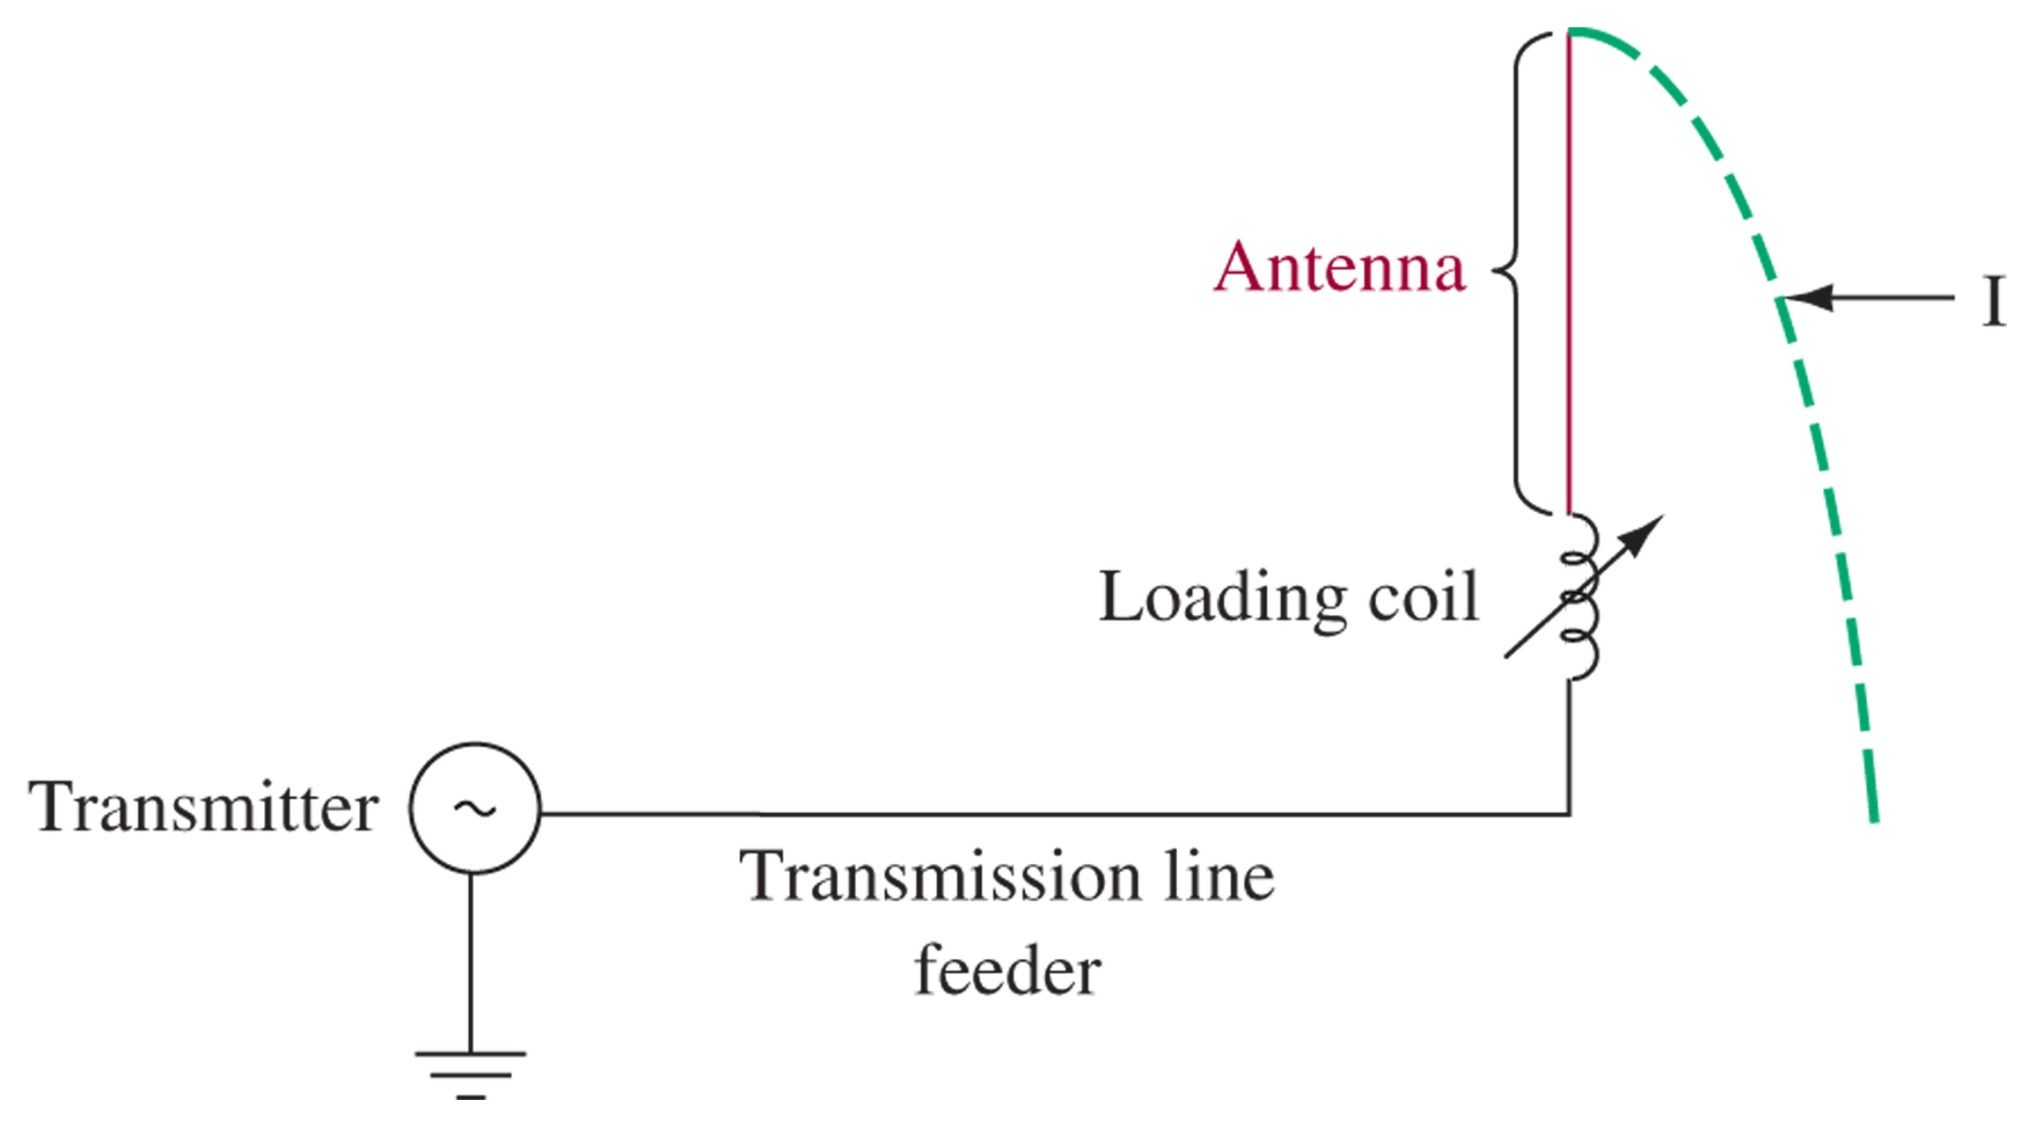 Antenna
I
Loading coil
Transmitter
Transmission line
feeder